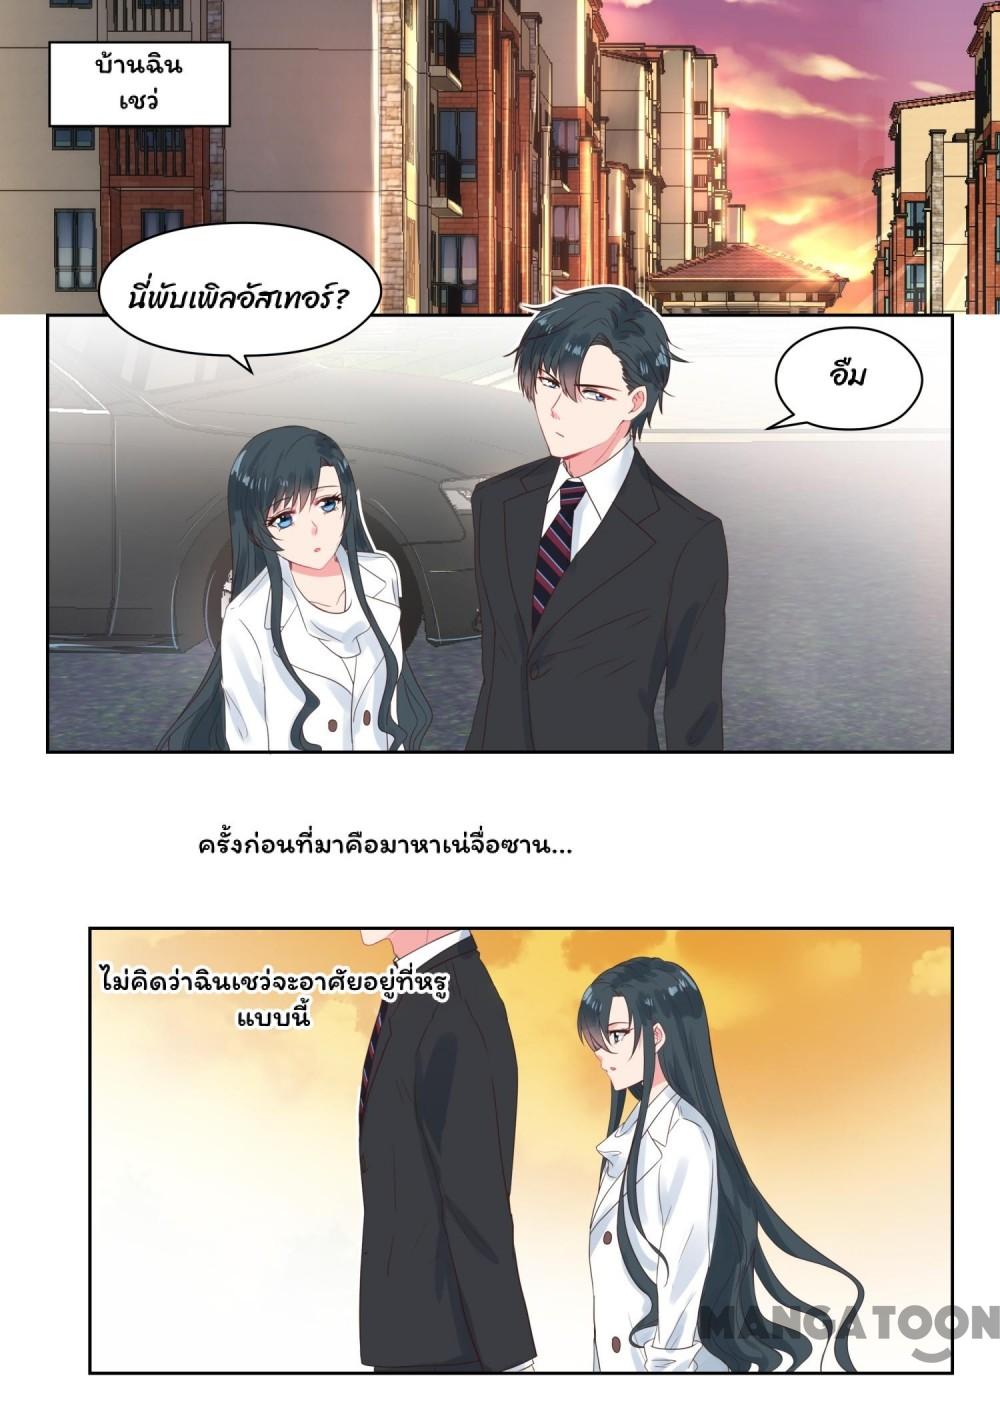 บ้านฉิน
เชว่
นี่พับเพิลอัสเทอร์?
อืม
ครั้งก่อนที่มาคือมาหาเน่จื่อซาน...
ไม่คิดว่าฉินเชว่จะอาศัยอยู่ที่หรู
แบบนี้
MANGATOON